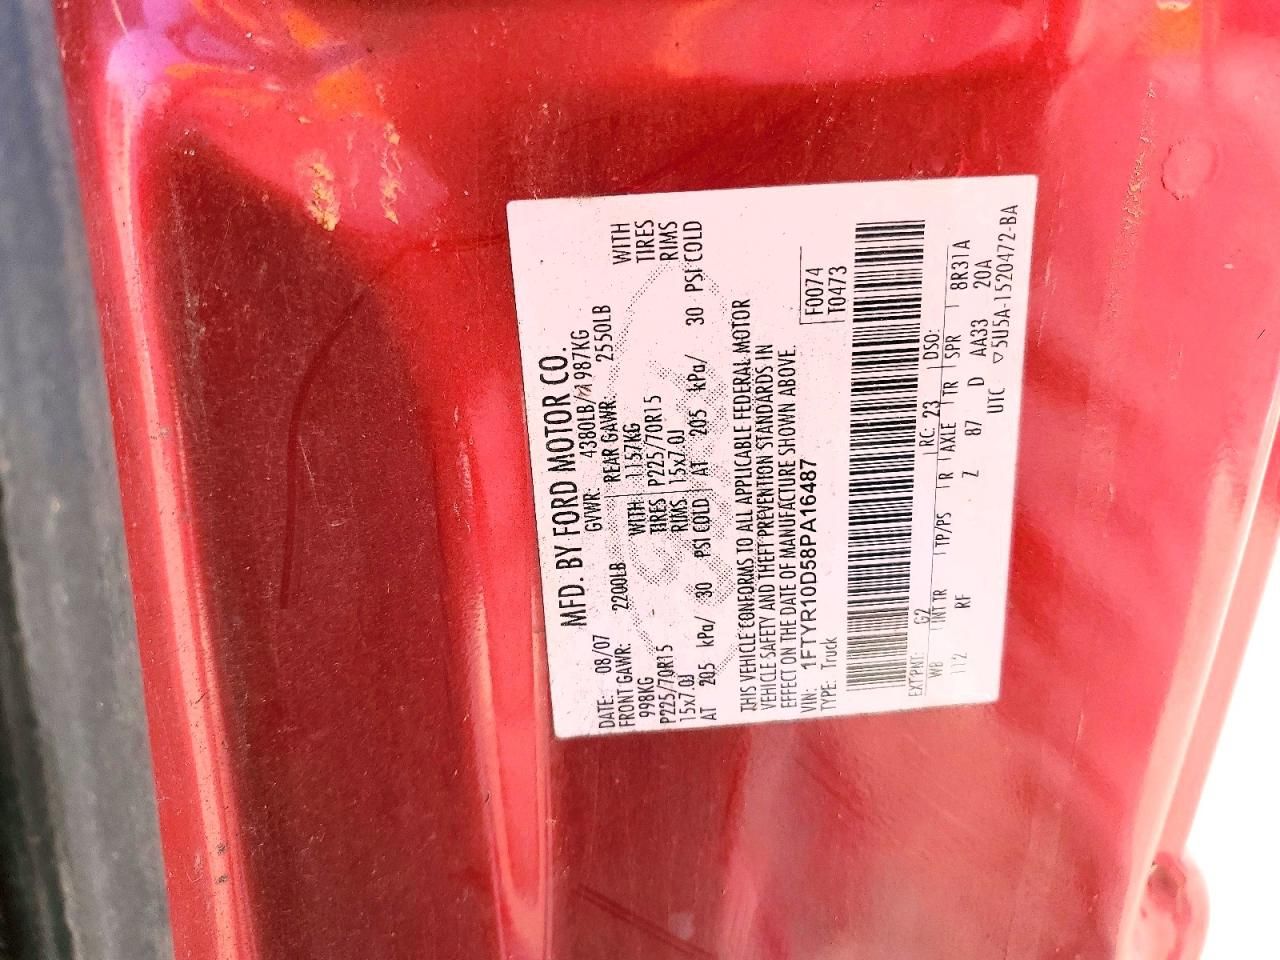 MFD. BY FORD MOTOR CO.
DATE: 08/07 GVWR: 4380LB/ 1987KG
FRONT GAWR: 2200LB REAR GAWR: 2550LB
998KG WITH 1157KG WITH
P225/70R15 TIRES P225/70R15 TIRES
15x7.0J RIMS 15x7.0J RIMS
AT 205 kPa/ 30 PSI COLD AT 205 kPa/ 30 PSI COLD
THIS VEHICLE CONFORMS TO ALL APPLICABLE FEDERAL MOTOR
VEHICLE SAFETY AND THEFT PREVENTION STANDARDS IN
EFFECT ON THE DATE OF MANUFACTURE SHOWN ABOVE.
VIN: 1FTYR10D58PA16487 F0074
TYPE: Truck T0473
EXT PNT: G2 RC: 23 DSO:
WB INT TR TP/PS R AXLE TR SPR 8R31A
112 RF Z 87 D AA33 20A
UTC ▽5U5A-1520472-BA